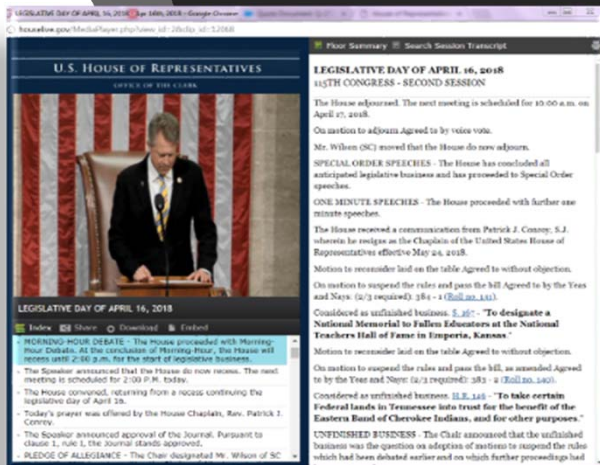 LEGISLATIVE DAY OF APRIL 16, 2018
16th, 2018 - Google Chrome
houselive.gov/MediaPlayer.php?view_id=
U.S. HOUSE OF REPRESENTATIVES
OFFICE OF THE CLERK
LEGISLATIVE DAY OF APRIL 16, 2018
Index Share Download Embed
- MORNING-HOUR DEBATE - The House proceeded with Morning-
Hour Debate. At the conclusion of Morning-Hour, the House will
recess until 2:00 p.m. for the start of legislative business.
- The Speaker announced that the House do now recess. The next
meeting is scheduled for 2:00 P.M. today.
- The House convened, returning from a recess continuing the
legislative day of April 16.
- Today's prayer was offered by the House Chaplain, Rev. Patrick J.
Conroy.
- The Speaker announced approval of the Journal. Pursuant to
clause 1, rule I, the Journal stands approved.
- PLEDGE OF ALLEGIANCE - The Chair designated Mr. Wilson of SC
Floor Summary Search Session Transcript
LEGISLATIVE DAY OF APRIL 16, 2018
115TH CONGRESS - SECOND SESSION
The House adjourned. The next meeting is scheduled for 10:00 a.m. on
April 17, 2018.
On motion to adjourn Agreed to by voice vote.
Mr. Wilson (SC) moved that the House do now adjourn.
SPECIAL ORDER SPEECHES - The House has concluded all
anticipated legislative business and has proceeded to Special Order
speeches.
ONE MINUTE SPEECHES - The House proceeded with further one
minute speeches.
The House received a communication from Patrick J. Conroy, S.J.
wherein he resigns as the Chaplain of the United States House of
Representatives effective May 24, 2018.
Motion to reconsider laid on the table Agreed to without objection.
On motion to suspend the rules and pass the bill Agreed to by the Yeas
and Nays: (2/3 required): 384 - 1 (Roll no. 141).
Considered as unfinished business. S. 167 - "To designate a
National Memorial to Fallen Educators at the National
Teachers Hall of Fame in Emporia, Kansas."
Motion to reconsider laid on the table Agreed to without objection.
On motion to suspend the rules and pass the bill, as amended Agreed
to by the Yeas and Nays: (2/3 required): 383 - 2 (Roll no. 140).
Considered as unfinished business. H.R. 146 - "To take certain
Federal lands in Tennessee into trust for the benefit of the
Eastern Band of Cherokee Indians, and for other purposes."
UNFINISHED BUSINESS - The Chair announced that the unfinished
business was the question on adoption of motions to suspend the rules
which had been debated earlier and on which further proceedings had